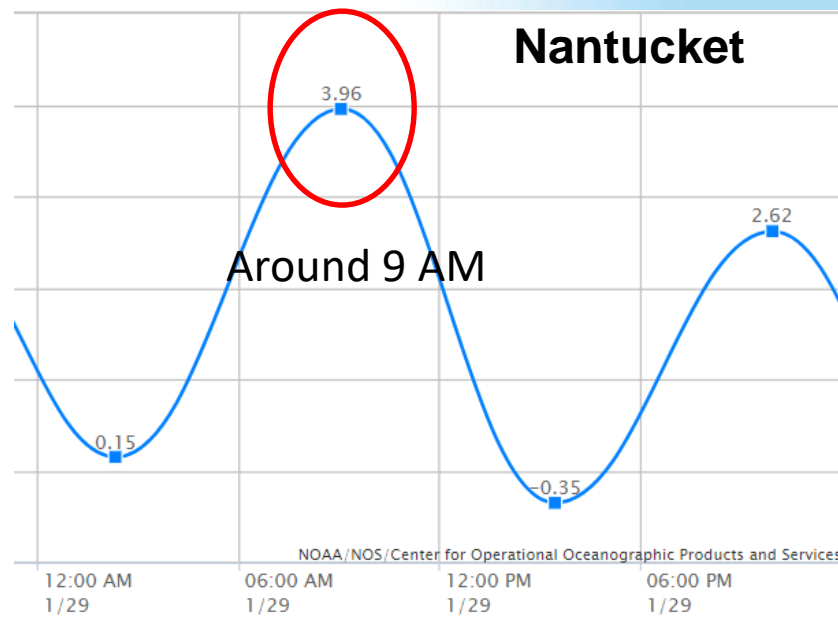 Nantucket
3.96
2.62
Around 9 AM
0.15
-0.35
NOAA/NOS/Center for Operational Oceanographic Products and Services
12:00 AM 06:00 AM 12:00 PM 06:00 PM
1/29 1/29 1/29 1/29